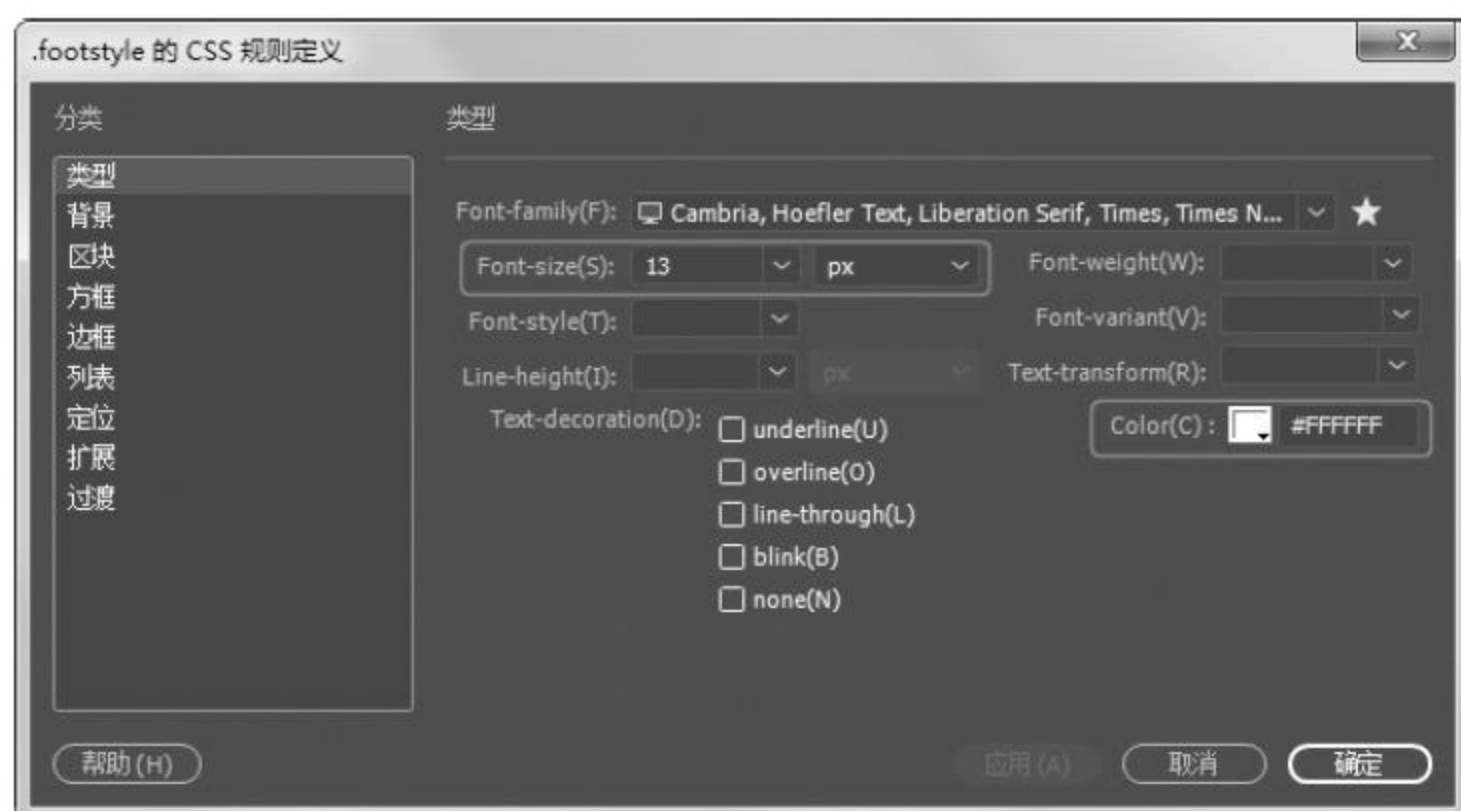 .footstyle 的 CSS 规则定义
分类
类型
类型
背景
区块
方框
边框
列表
定位
扩展
过渡
Font-family(F): Cambria, Hoefler Text, Liberation Serif, Times, Times N...
Font-size(S): 13 px Font-weight(W):
Font-style(T): Font-variant(V):
Line-height(I): px Text-transform(R):
Text-decoration(D): underline(U) Color(C) : #FFFFFF
overline(O)
line-through(L)
blink(B)
none(N)
帮助(H) 应用(A) 取消 确定